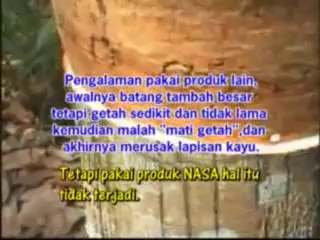 Pengalaman pakai produk lain,
awalnya batang tambah besar
tetapi getah sedikit dan tidak lama
kemudian malah "mati getah",dan
akhirnya merusak lapisan kayu.
Tetapi pakai produk NASA hal itu
tidak terjadi.